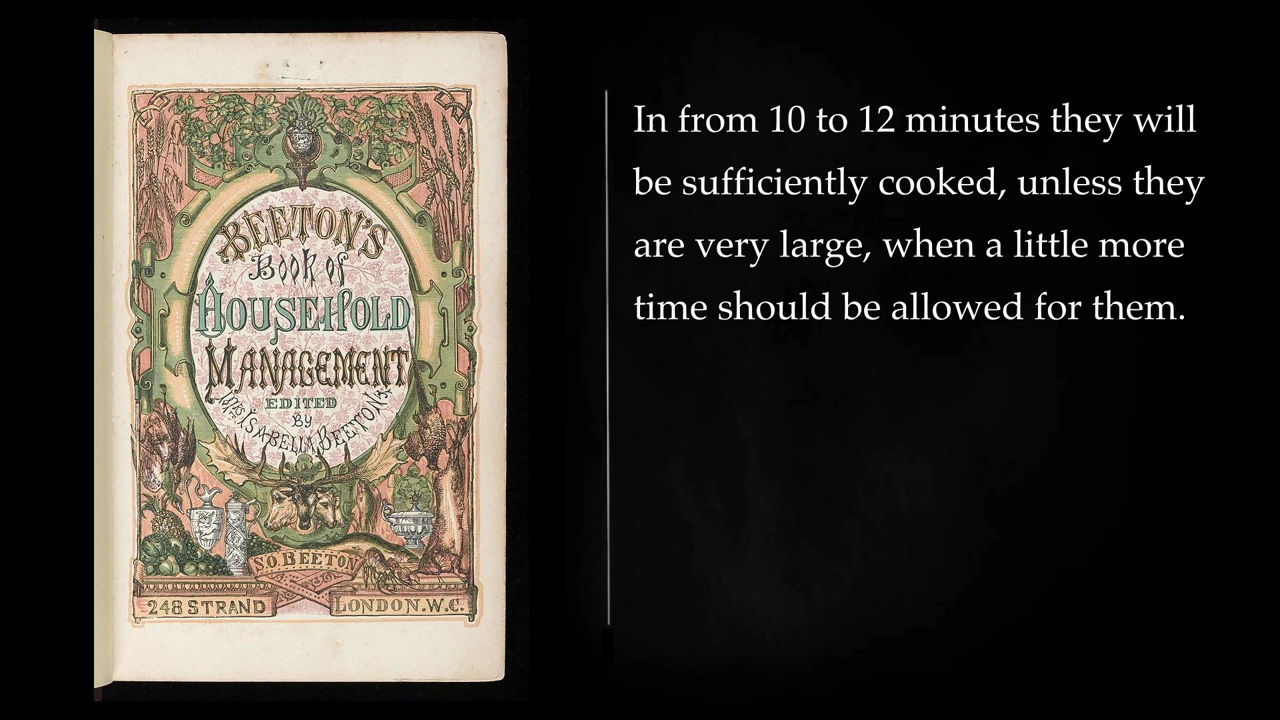 BEETON'S
Book of
HOUSEHOLD
MANAGEMENT
EDITED
BY
MRS ISABELLA BEETON
S.O. BEETON
248 STRAND
LONDON. W.C.
In from 10 to 12 minutes they will
be sufficiently cooked, unless they
are very large, when a little more
time should be allowed for them.